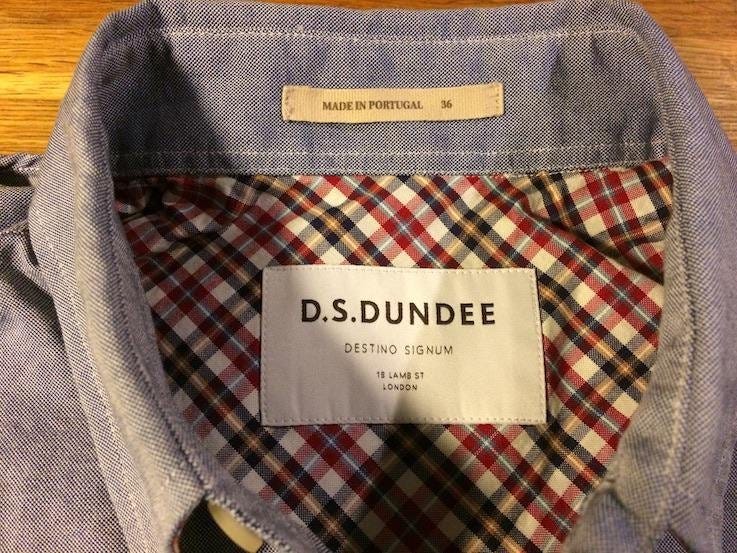 MADE IN PORTUGAL 36
D.S.DUNDEE
DESTINO SIGNUM
18 LAMB ST
LONDON